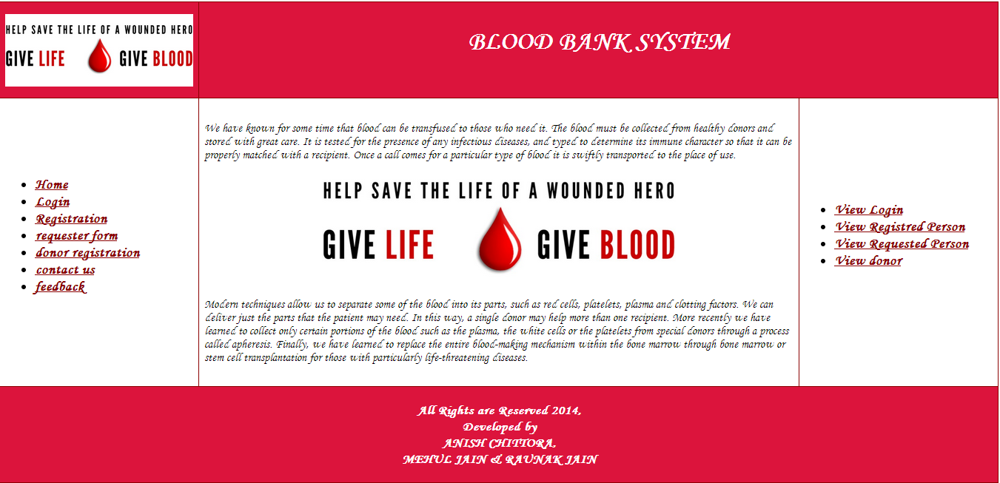 HELP SAVE THE LIFE OF A WOUNDED HERO
GIVE LIFE GIVE BLOOD
BLOOD BANK SYSTEM
Home
Login
Registration
requester form
donor registration
contact us
feedback
We have known for some time that blood can be transfused to those who need it. The blood must be collected from healthy donors and
stored with great care. It is tested for the presence of any infectious diseases, and typed to determine its immune character so that it can be
properly matched with a recipient. Once a call comes for a particular type of blood it is swiftly transported to the place of use.
HELP SAVE THE LIFE OF A WOUNDED HERO
GIVE LIFE GIVE BLOOD
Modern techniques allow us to separate some of the blood into its parts, such as red cells, platelets, plasma and clotting factors. We can
deliver just the parts that the patient may need. In this way, a single donor may help more than one recipient. More recently we have
learned to collect only certain portions of the blood such as the plasma, the white cells or the platelets from special donors through a process
called apheresis. Finally, we have learned to replace the entire blood-making mechanism within the bone marrow through bone marrow or
stem cell transplantation for those with particularly life-threatening diseases.
View Login
View Registred Person
View Requested Person
View donor
All Rights are Reserved 2014,
Developed by
ANISH CHITTORA,
MEHUL JAIN & RAUNAK JAIN